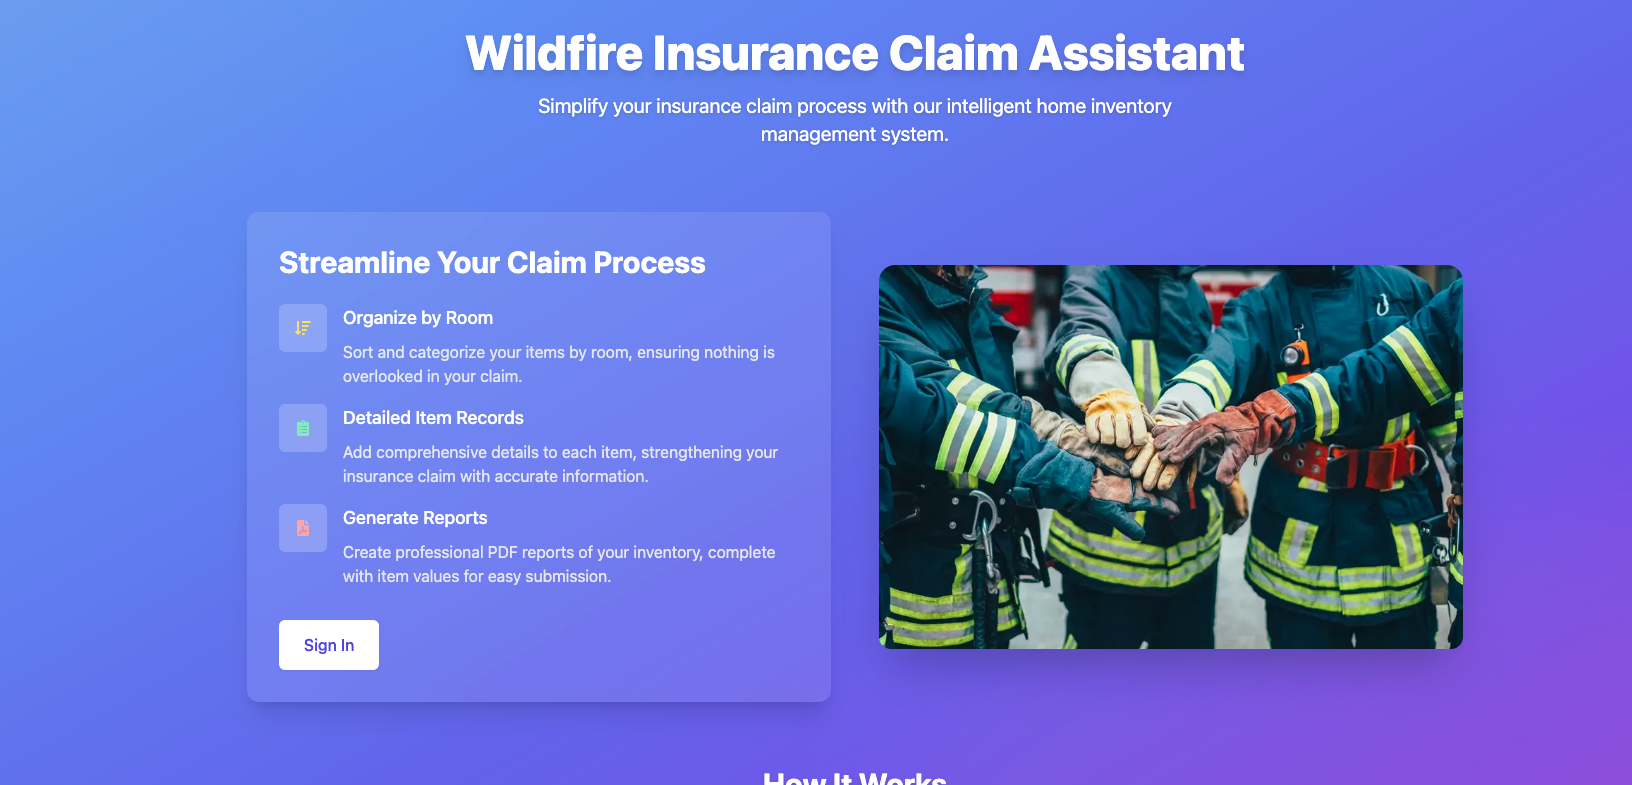 Wildfire Insurance Claim Assistant
Simplify your insurance claim process with our intelligent home inventory
management system.
Streamline Your Claim Process
Organize by Room
Sort and categorize your items by room, ensuring nothing is
overlooked in your claim.
Detailed Item Records
Add comprehensive details to each item, strengthening your
insurance claim with accurate information.
Generate Reports
Create professional PDF reports of your inventory, complete
with item values for easy submission.
Sign In
How It Works